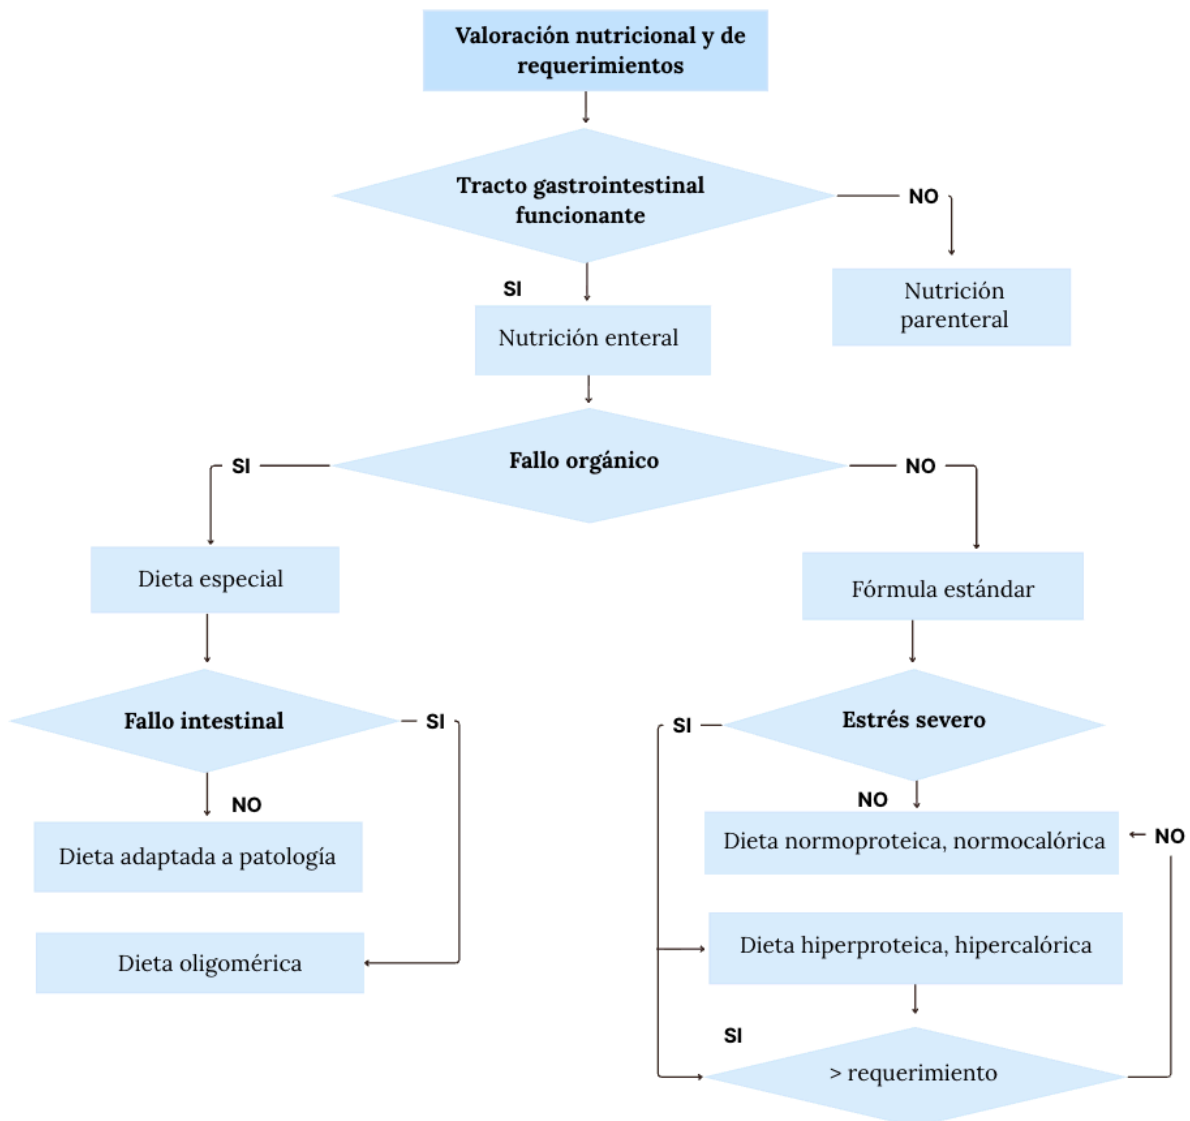 Valoración nutricional y de
requerimientos
Tracto gastrointestinal
funcionante
NO
SI
Nutrición
parenteral
Nutrición enteral
Fallo orgánico
SI
NO
Dieta especial
Fórmula estándar
Fallo intestinal
SI
SI
Estrés severo
NO
NO
Dieta adaptada a patología
Dieta normoproteica, normocalórica
NO
Dieta oligomérica
Dieta hiperproteica, hipercalórica
SI
> requerimiento